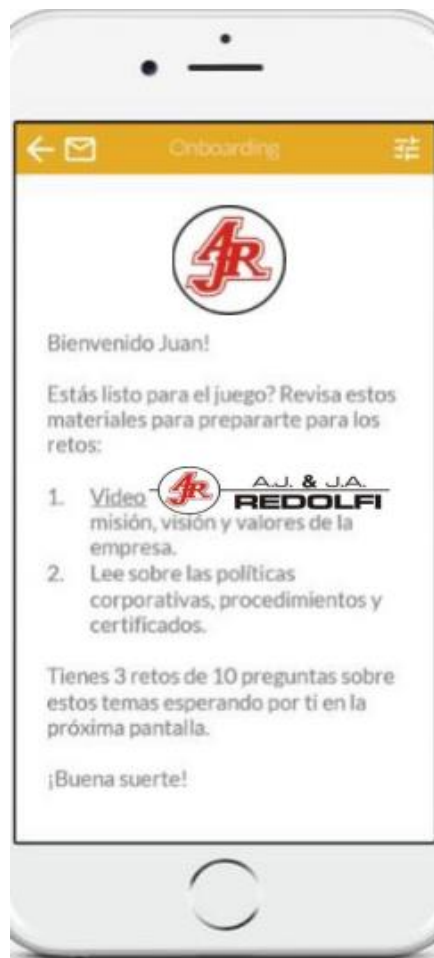 Onboarding
AJR
Bienvenido Juan!
Estás listo para el juego? Revisa estos
materiales para prepararte para los
retos:
1. Video AJR A.J. & J.A. REDOLFI
misión, visión y valores de la
empresa.
2. Lee sobre las políticas
corporativas, procedimientos y
certificados.
Tienes 3 retos de 10 preguntas sobre
estos temas esperando por ti en la
próxima pantalla.
¡Buena suerte!